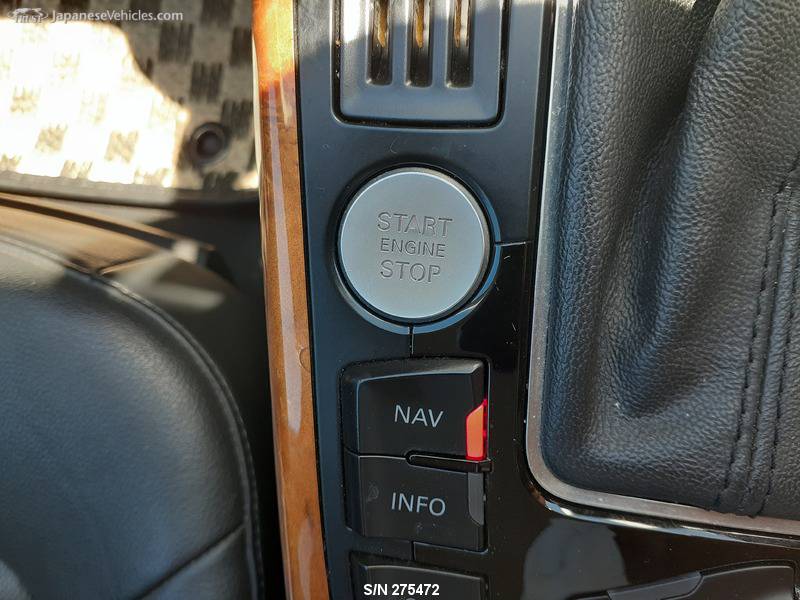 JapaneseVehicles.com
START
ENGINE
STOP
NAV
INFO
S/N 275472